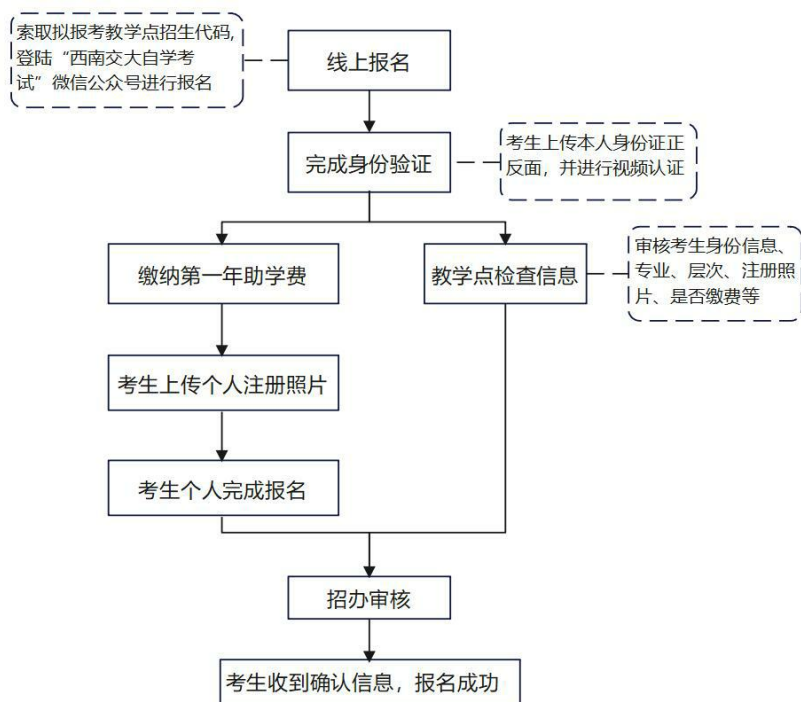 索取拟报考教学点招生代码,
登陆“西南交大自学考
试”微信公众号进行报名
线上报名
完成身份验证
考生上传本人身份证正
反面，并进行视频认证
缴纳第一年助学费
教学点检查信息
审核考生身份信息、
专业、层次、注册照
片、是否缴费等
考生上传个人注册照片
考生个人完成报名
招办审核
考生收到确认信息，报名成功